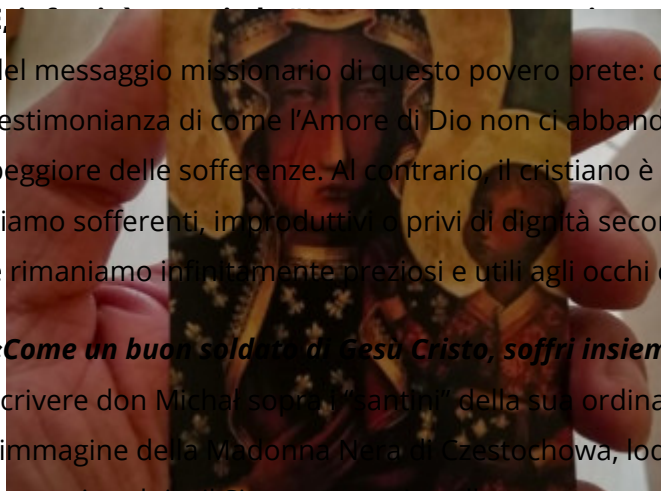 del messaggio missionario di questo povero prete:
estimonianza di come l'Amore di Dio non ci abband
peggiore delle sofferenze. Al contrario, il cristiano è
iamo sofferenti, improduttivi o privi di dignità secon
rimaniamo infinitamente preziosi e utili agli occhi
«Come un buon soldato di Gesù Cristo, soffri insiem
crivere don Michał sopra i "santini" della sua ordina
immagine della Madonna Nera di Czestochowa, loc